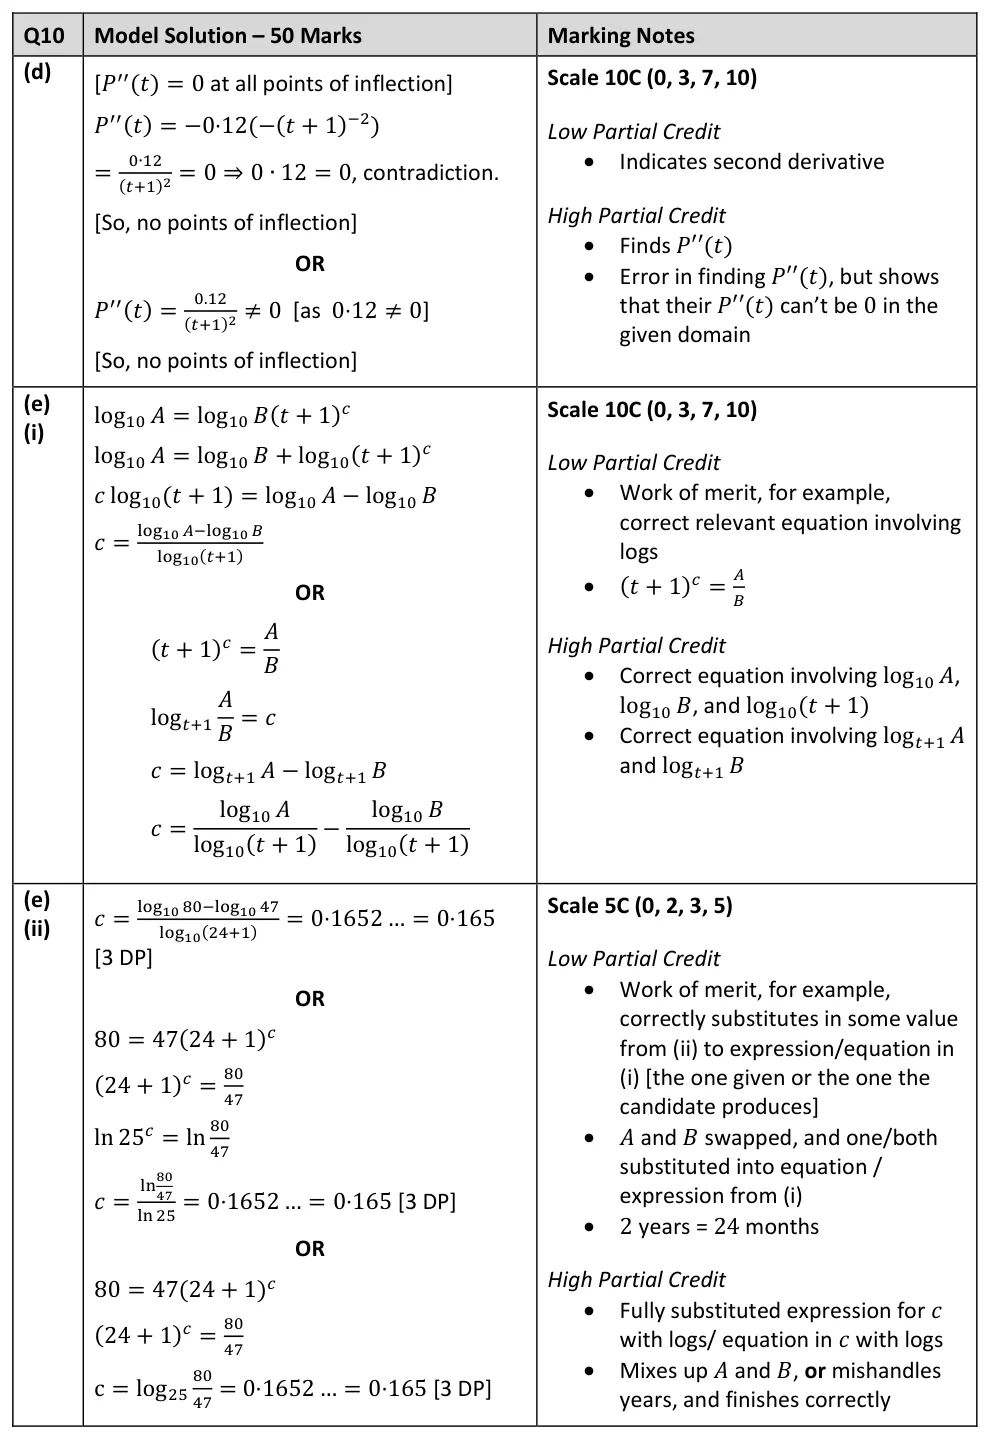 Q10 Model Solution – 50 Marks Marking Notes
(d)
[P′′(t) = 0 at all points of inflection]
P′′(t) = −0·12(−(t + 1)⁻²)
= 0·12/(t+1)² = 0 ⇒ 0 · 12 = 0, contradiction.
[So, no points of inflection]
OR
P′′(t) = 0.12/(t+1)² ≠ 0 [as 0·12 ≠ 0]
[So, no points of inflection]
Scale 10C (0, 3, 7, 10)
Low Partial Credit
• Indicates second derivative
High Partial Credit
• Finds P′′(t)
• Error in finding P′′(t), but shows
that their P′′(t) can’t be 0 in the
given domain
(e)
(i)
log₁₀ A = log₁₀ B(t + 1)ᶜ
log₁₀ A = log₁₀ B + log₁₀(t + 1)ᶜ
c log₁₀(t + 1) = log₁₀ A − log₁₀ B
c = (log₁₀ A−log₁₀ B)/(log₁₀(t+1))
OR
(t + 1)ᶜ = A/B
logₜ₊₁ A/B = c
c = logₜ₊₁ A − logₜ₊₁ B
c = log₁₀ A/log₁₀(t + 1) − log₁₀ B/log₁₀(t + 1)
Scale 10C (0, 3, 7, 10)
Low Partial Credit
• Work of merit, for example,
correct relevant equation involving
logs
• (t + 1)ᶜ = A/B
High Partial Credit
• Correct equation involving log₁₀ A,
log₁₀ B, and log₁₀(t + 1)
• Correct equation involving logₜ₊₁ A
and logₜ₊₁ B
(e)
(ii)
c = (log₁₀ 80−log₁₀ 47)/(log₁₀(24+1)) = 0·1652 … = 0·165
[3 DP]
OR
80 = 47(24 + 1)ᶜ
(24 + 1)ᶜ = 80/47
ln 25ᶜ = ln 80/47
c = (ln 80/47)/(ln 25) = 0·1652 … = 0·165 [3 DP]
OR
80 = 47(24 + 1)ᶜ
(24 + 1)ᶜ = 80/47
c = log₂₅ 80/47 = 0·1652 … = 0·165 [3 DP]
Scale 5C (0, 2, 3, 5)
Low Partial Credit
• Work of merit, for example,
correctly substitutes in some value
from (ii) to expression/equation in
(i) [the one given or the one the
candidate produces]
• A and B swapped, and one/both
substituted into equation /
expression from (i)
• 2 years = 24 months
High Partial Credit
• Fully substituted expression for c
with logs/ equation in c with logs
• Mixes up A and B, or mishandles
years, and finishes correctly